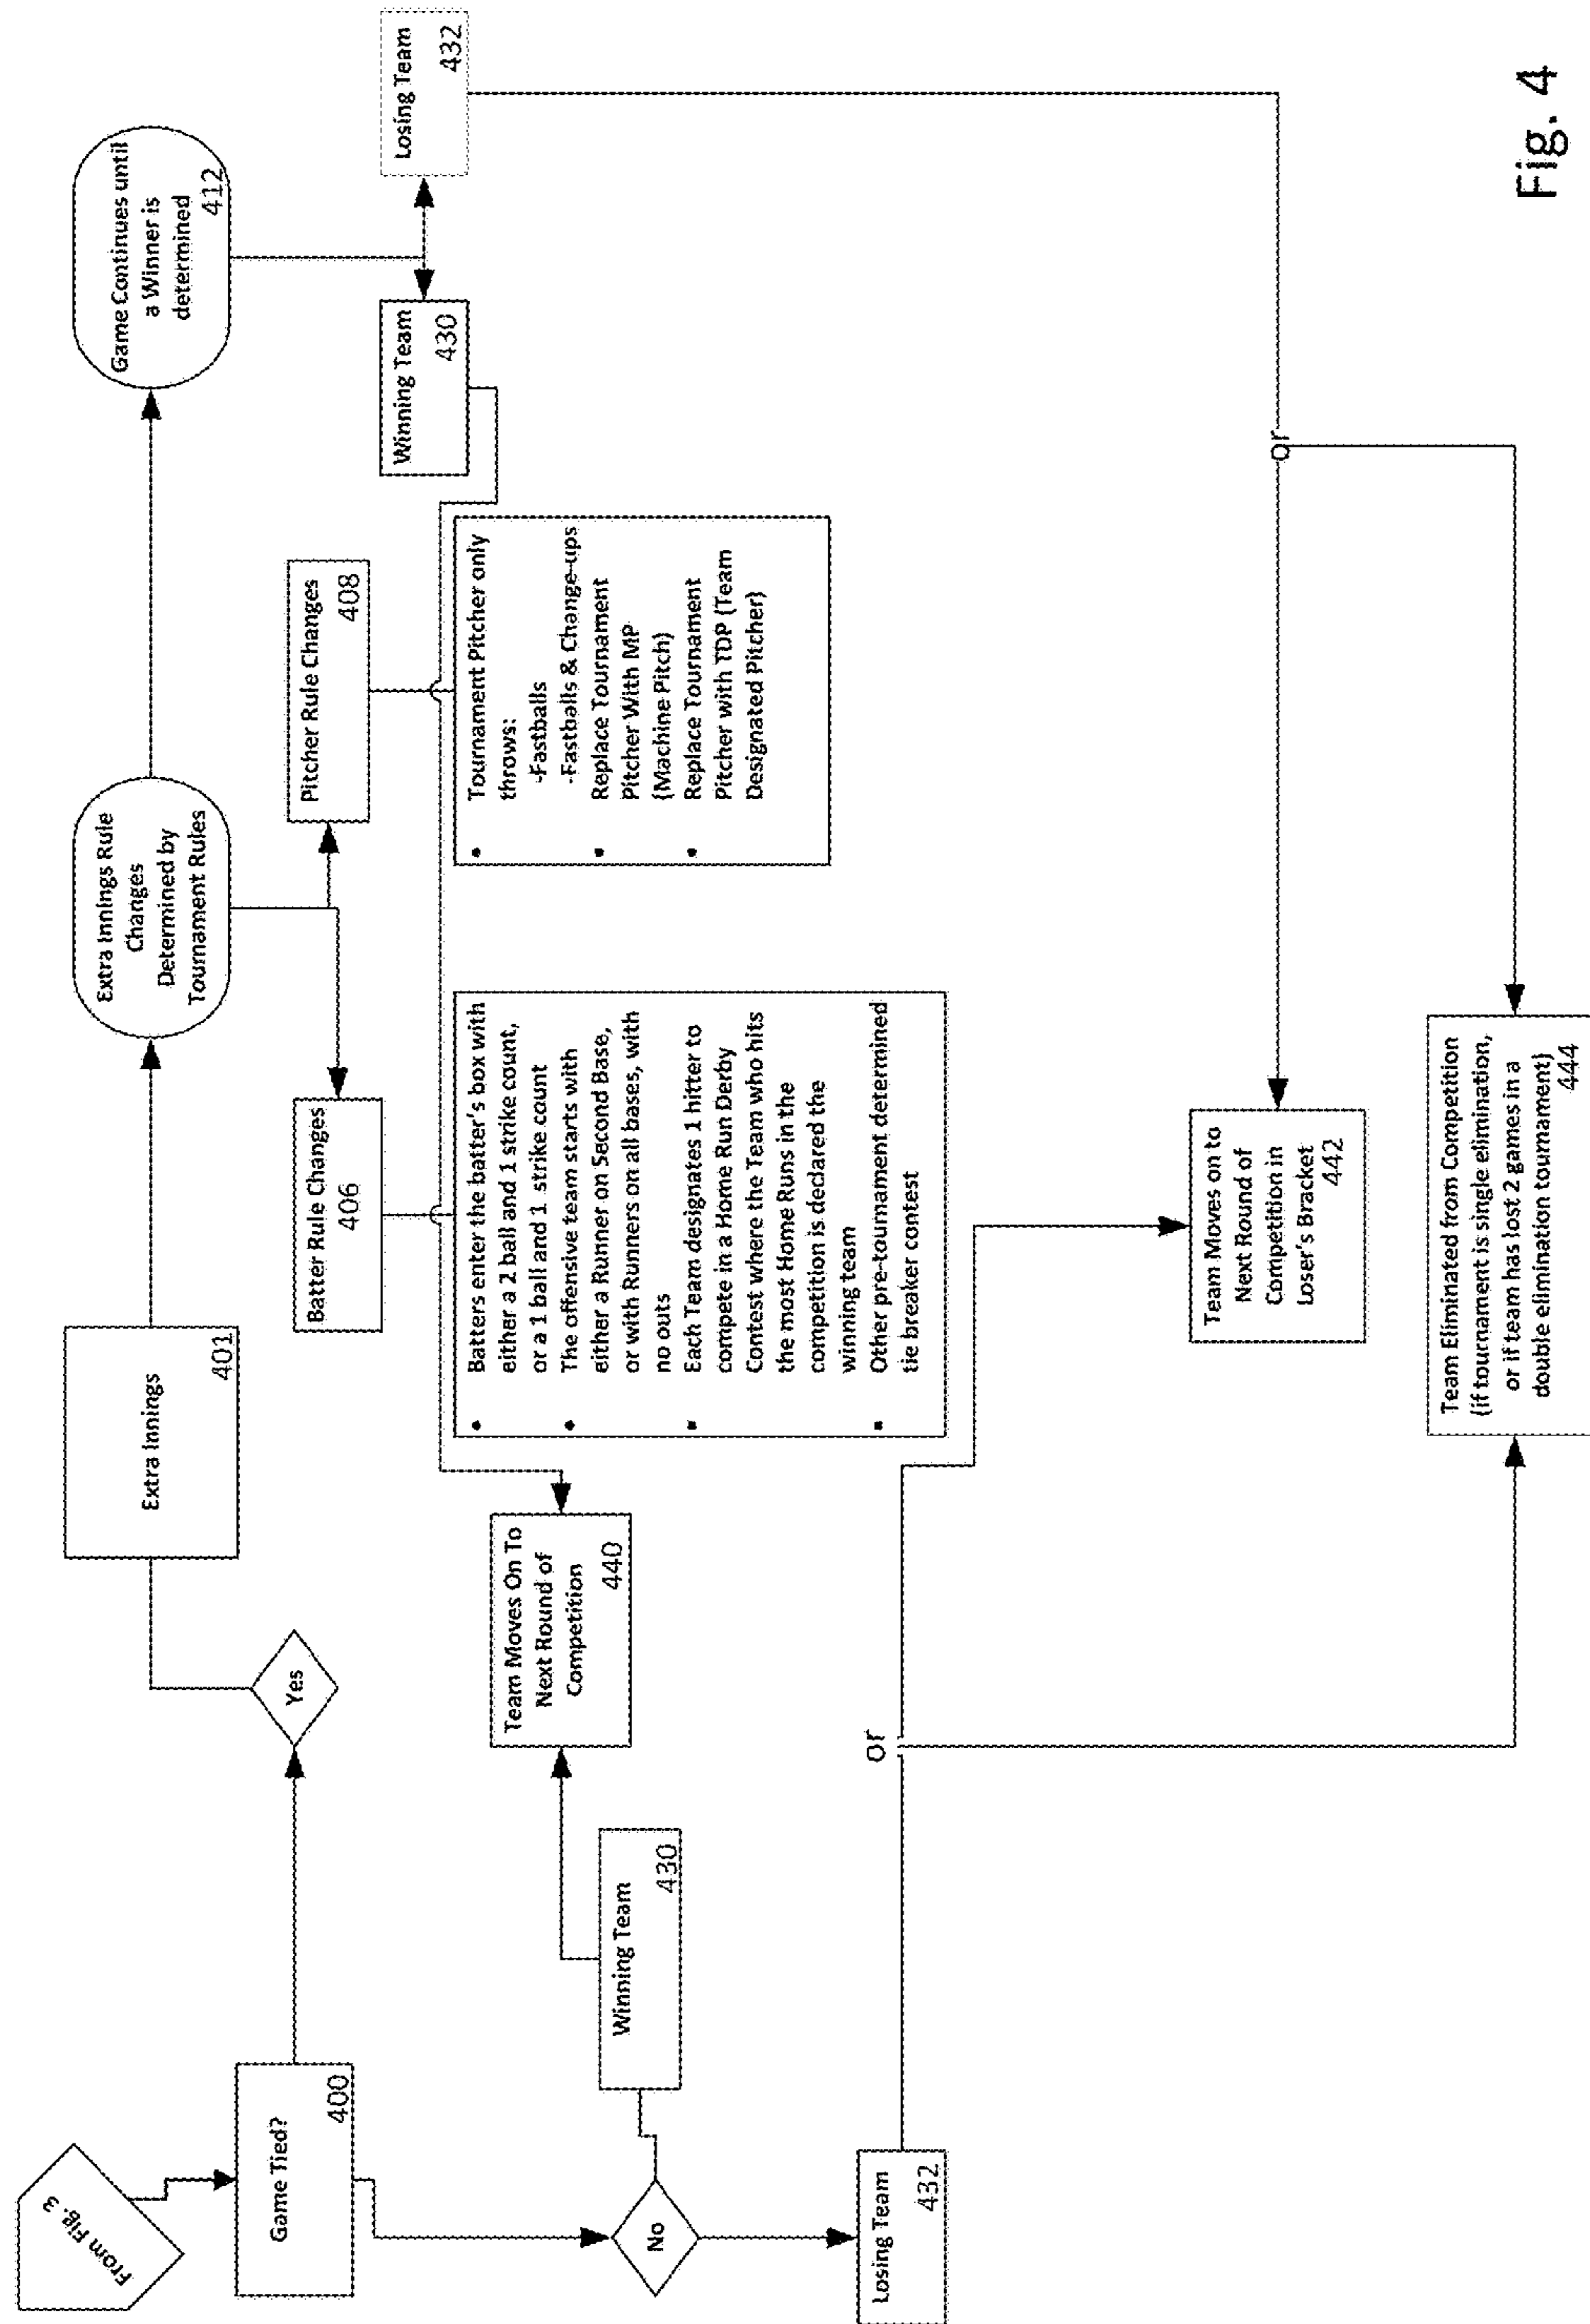 From Fig. 3
Game Tied?
400
Yes
Extra Innings
401
Extra Innings Rule
Changes
Determined by
Tournament Rules
Game Continues until
a Winner is
determined
412
Batter Rule Changes
406
Pitcher Rule Changes
408
Winning Team
430
Losing Team
432
• Batters enter the batter's box with
either a 2 ball and 1 strike count,
or a 1 ball and 1 strike count
• The offensive team starts with
either a Runner on Second Base,
or with Runners on all bases, with
no outs
• Each Team designates 1 hitter to
compete in a Home Run Derby
Contest where the Team who hits
the most Home Runs in the
competition is declared the
winning team
• Other pre-tournament determined
tie breaker contest
• Tournament Pitcher only
throws:
-Fastballs
-Fastballs & Change-ups
• Replace Tournament
Pitcher With MP
(Machine Pitch)
• Replace Tournament
Pitcher with TDP (Team
Designated Pitcher)
Team Moves On To
Next Round of
Competition
440
No
Winning Team
430
Losing Team
432
or
or
Team Moves on to
Next Round of
Competition in
Loser's Bracket
442
Team Eliminated from Competition
(if tournament is single elimination,
or if team has lost 2 games in a
double elimination tournament)
444
Fig. 4